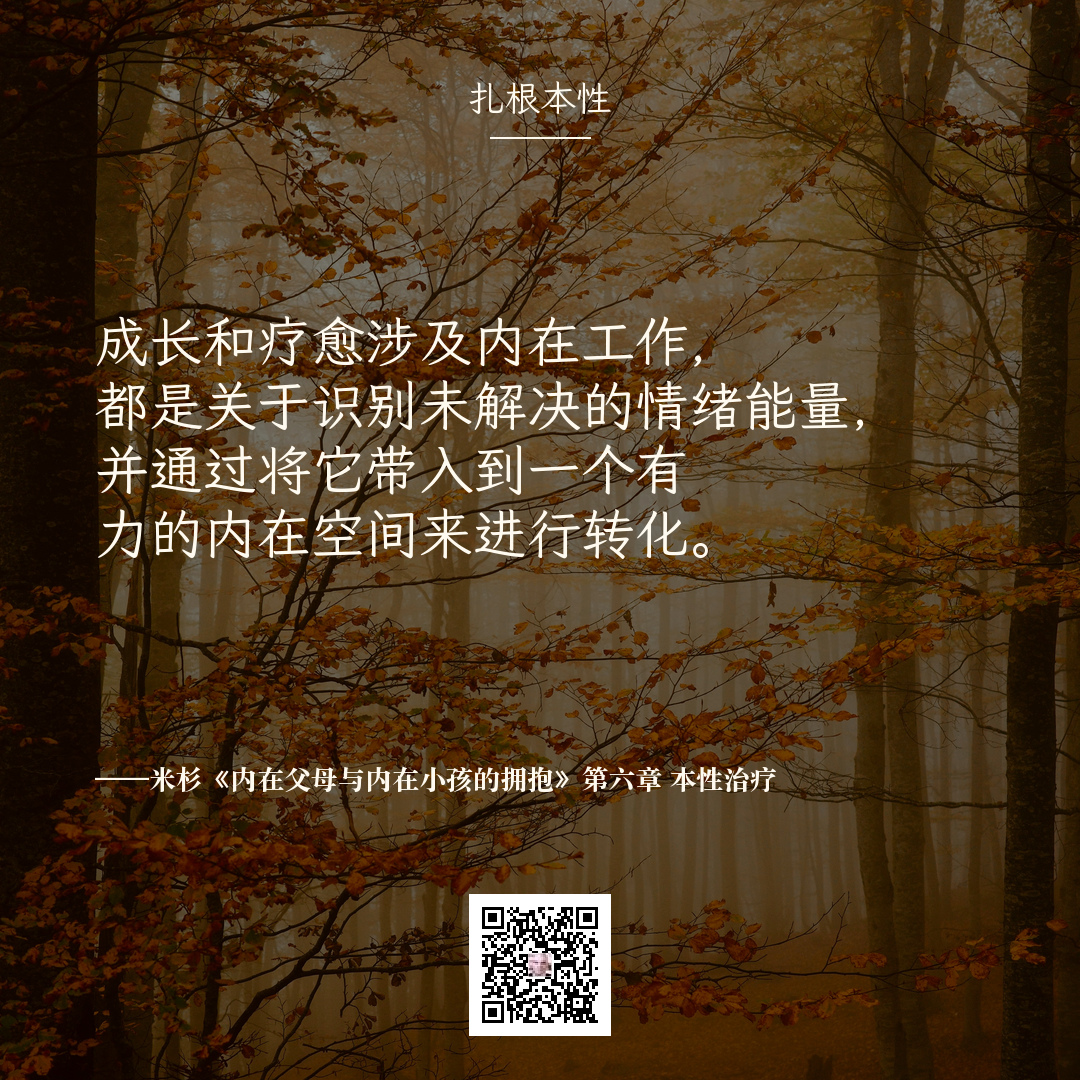 扎根本性
成长和疗愈涉及内在工作,
都是关于识别未解决的情绪能量,
并通过将它带入到一个有
力的内在空间来进行转化。
——米杉《内在父母与内在小孩的拥抱》第六章 本性治疗